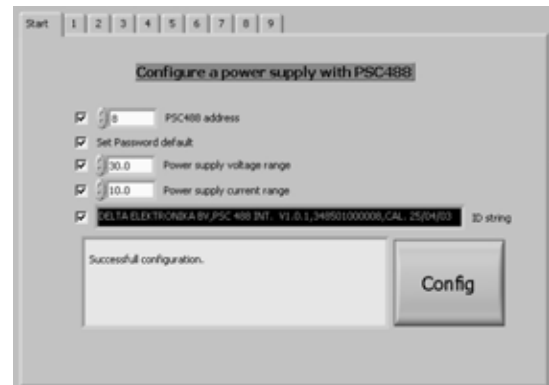 Start 1 2 3 4 5 6 7 8 9
Configure a power supply with PSC488
8 PSC488 address
Set Password default
30.0 Power supply voltage range
10.0 Power supply current range
DELTA ELEKTRONIKA BV,PSC 488 INT. V1.0.1,348501000008,CAL. 25/04/03 ID string
Successfull configuration.
Config